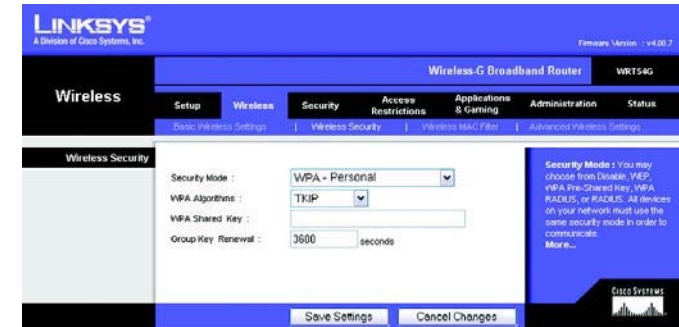 LINKSYS®
A Division of Cisco Systems, Inc.
Firmware Version : v4.00.7
Wireless-G Broadband Router WRT54G
Wireless
Setup Wireless Security Access Restrictions Applications & Gaming Administration Status
Basic Wireless Settings | Wireless Security | Wireless MAC Filter | Advanced Wireless Settings
Wireless Security
Security Mode : WPA - Personal
WPA Algorithms : TKIP
WPA Shared Key :
Group Key Renewal : 3600 seconds
Security Mode : You may
choose from Disable, WEP,
WPA Pre-Shared Key, WPA
RADIUS, or RADIUS. All devices
on your network must use the
same security mode in order to
communicate.
More...
CISCO SYSTEMS
Save Settings Cancel Changes